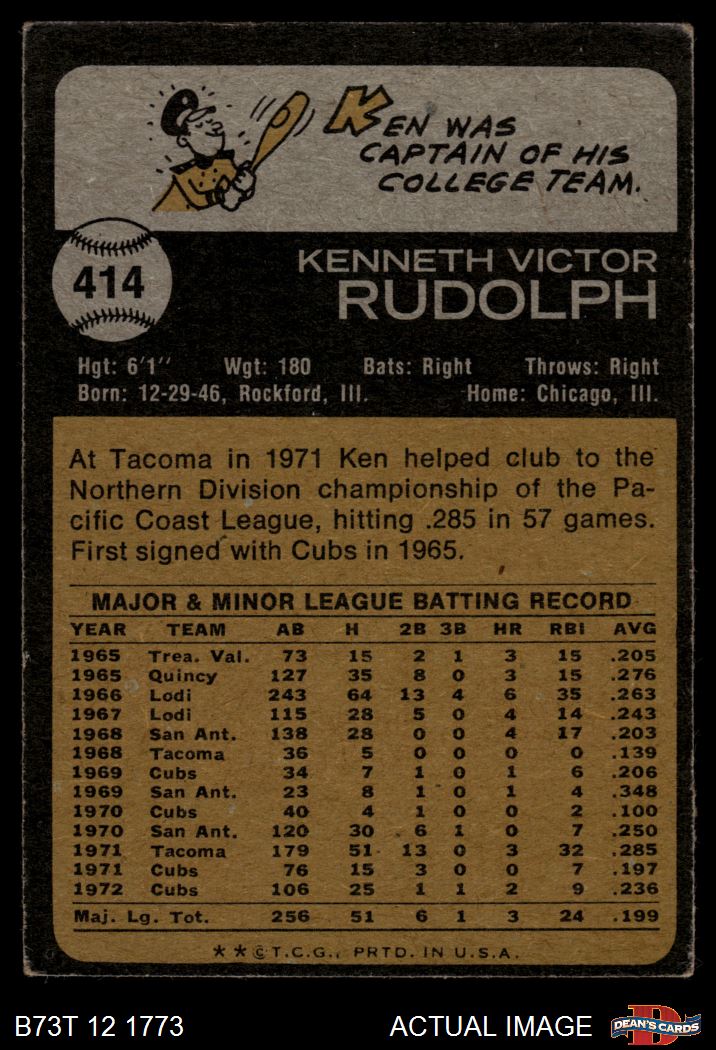 KEN WAS
CAPTAIN OF HIS
COLLEGE TEAM.
414
KENNETH VICTOR
RUDOLPH
Hgt: 6'1" Wgt: 180 Bats: Right Throws: Right
Born: 12-29-46, Rockford, Ill. Home: Chicago, Ill.
At Tacoma in 1971 Ken helped club to the
Northern Division championship of the Pa-
cific Coast League, hitting .285 in 57 games.
First signed with Cubs in 1965.
MAJOR & MINOR LEAGUE BATTING RECORD
YEAR TEAM AB H 2B 3B HR RBI AVG
1965 Trea. Val. 73 15 2 1 3 15 .205
1965 Quincy 127 35 8 0 3 15 .276
1966 Lodi 243 64 13 4 6 35 .263
1967 Lodi 115 28 5 0 4 14 .243
1968 San Ant. 138 28 0 0 4 17 .203
1968 Tacoma 36 5 0 0 0 0 .139
1969 Cubs 34 7 1 0 1 6 .206
1969 San Ant. 23 8 1 0 1 4 .348
1970 Cubs 40 4 1 0 0 2 .100
1970 San Ant. 120 30 6 1 0 7 .250
1971 Tacoma 179 51 13 0 3 32 .285
1971 Cubs 76 15 3 0 0 7 .197
1972 Cubs 106 25 1 1 2 9 .236
Maj. Lg. Tot. 256 51 6 1 3 24 .199
**©T.C.G., PRTD. IN U.S.A.
B73T 12 1773 ACTUAL IMAGE DEAN'S CARDS